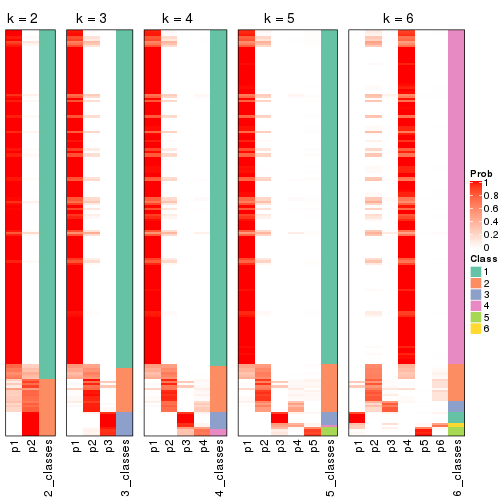 k = 2
k = 3
k = 4
k = 5
k = 6
Prob
1
0.8
0.6
0.4
0.2
0
Class
1
2
3
4
5
6
p1
p2
2_classes
p1
p2
p3
3_classes
p1
p2
p3
p4
4_classes
p1
p2
p3
p4
p5
5_classes
p1
p2
p3
p4
p5
p6
6_classes